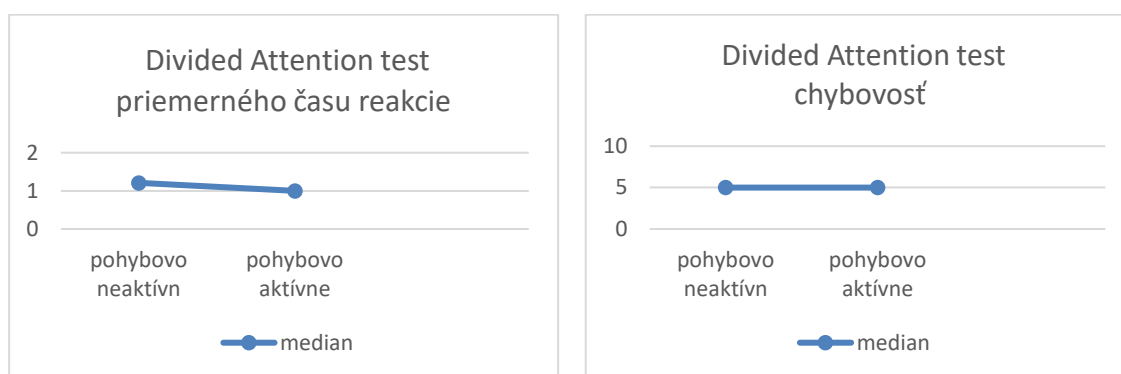 Divided Attention test
priemerného času reakcie
2
1
0
pohybovo
neaktívn
pohybovo
aktívne
median
Divided Attention test
chybovosť
10
5
0
pohybovo
neaktívn
pohybovo
aktívne
median